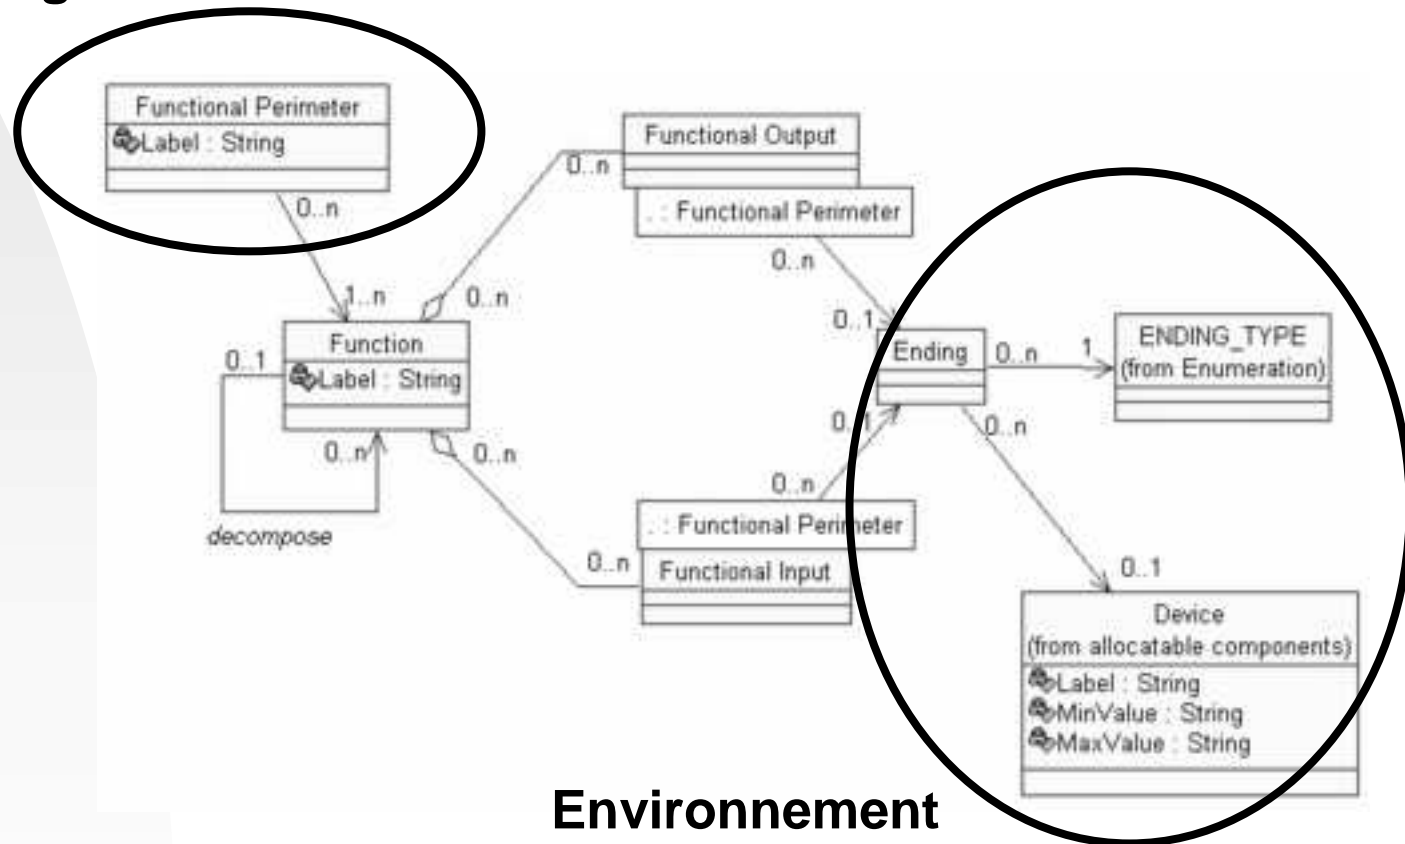 g
Functional Perimeter
Label : String
0..n
1..n
Function
Label : String
0..1
0..n
decompose
0..n
0..n
Functional Output
. : Functional Perimeter
0..n
0..1
0..n
0..n
. : Functional Perimeter
Functional Input
0..n
0..1
Ending
0..n
1
ENDING_TYPE
(from Enumeration)
0..n
0..1
Device
(from allocatable components)
Label : String
MinValue : String
MaxValue : String
Environnement